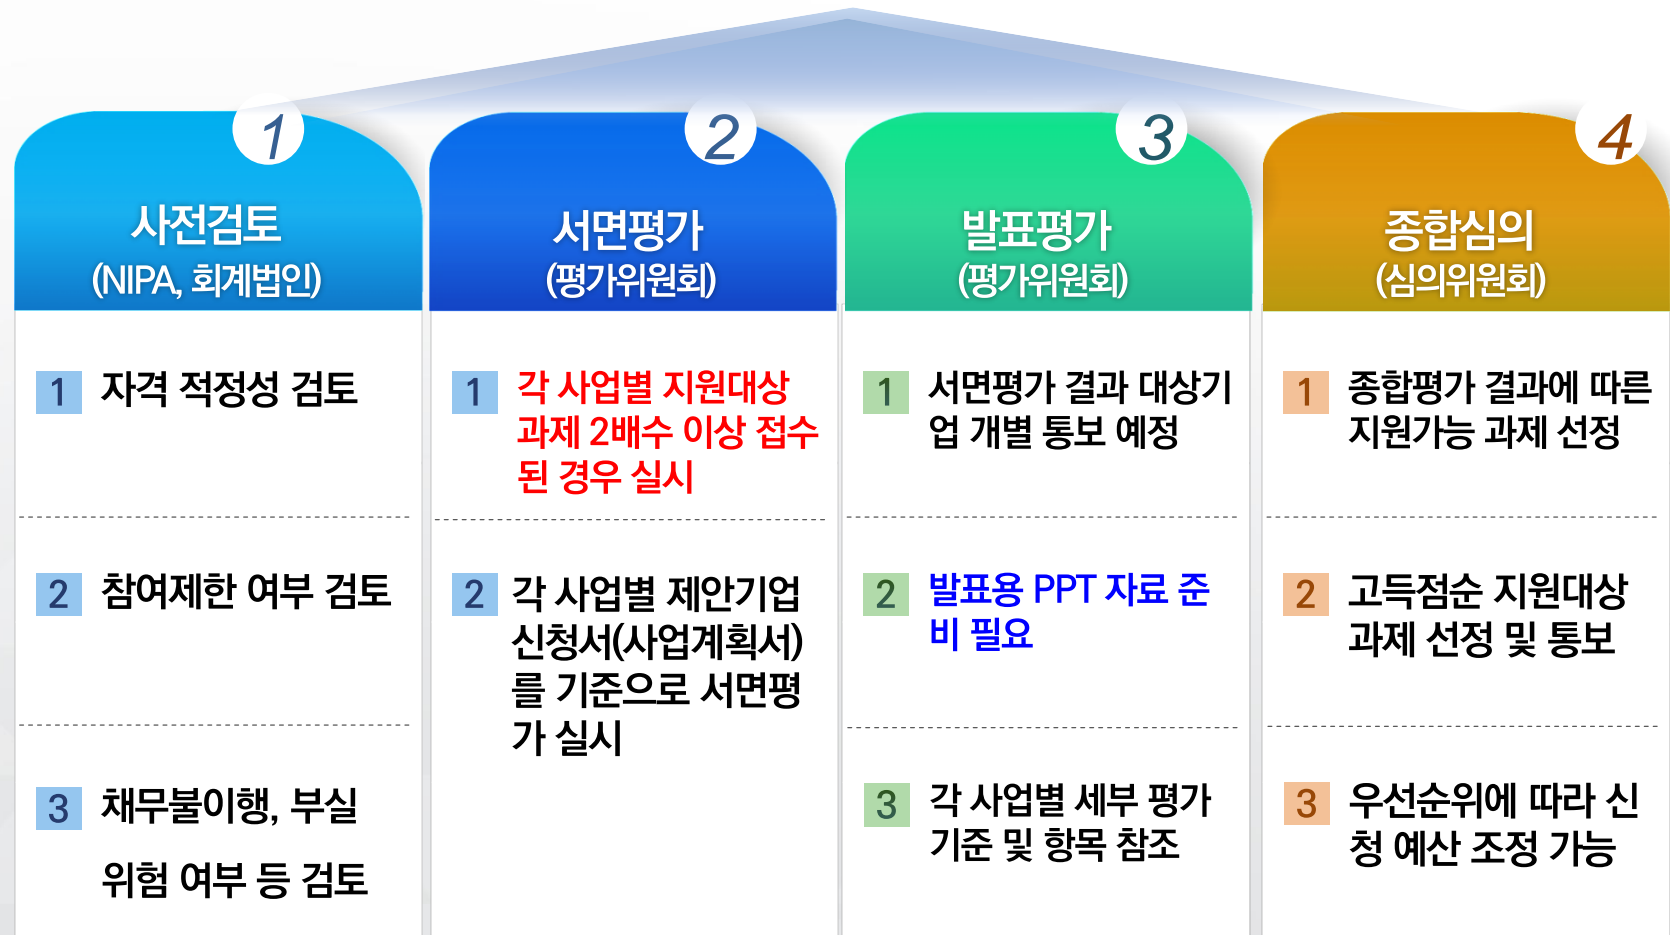 1
사전검토
(NIPA, 회계법인)
1 자격 적정성 검토
2 참여제한 여부 검토
3 채무불이행, 부실
위험 여부 등 검토
2
서면평가
(평가위원회)
1 각 사업별 지원대상
과제 2배수 이상 접수
된 경우 실시
2 각 사업별 제안기업
신청서(사업계획서)
를 기준으로 서면평
가 실시
3
발표평가
(평가위원회)
1 서면평가 결과 대상기
업 개별 통보 예정
2 발표용 PPT 자료 준
비 필요
3 각 사업별 세부 평가
기준 및 항목 참조
4
종합심의
(심의위원회)
1 종합평가 결과에 따른
지원가능 과제 선정
2 고득점순 지원대상
과제 선정 및 통보
3 우선순위에 따라 신
청 예산 조정 가능